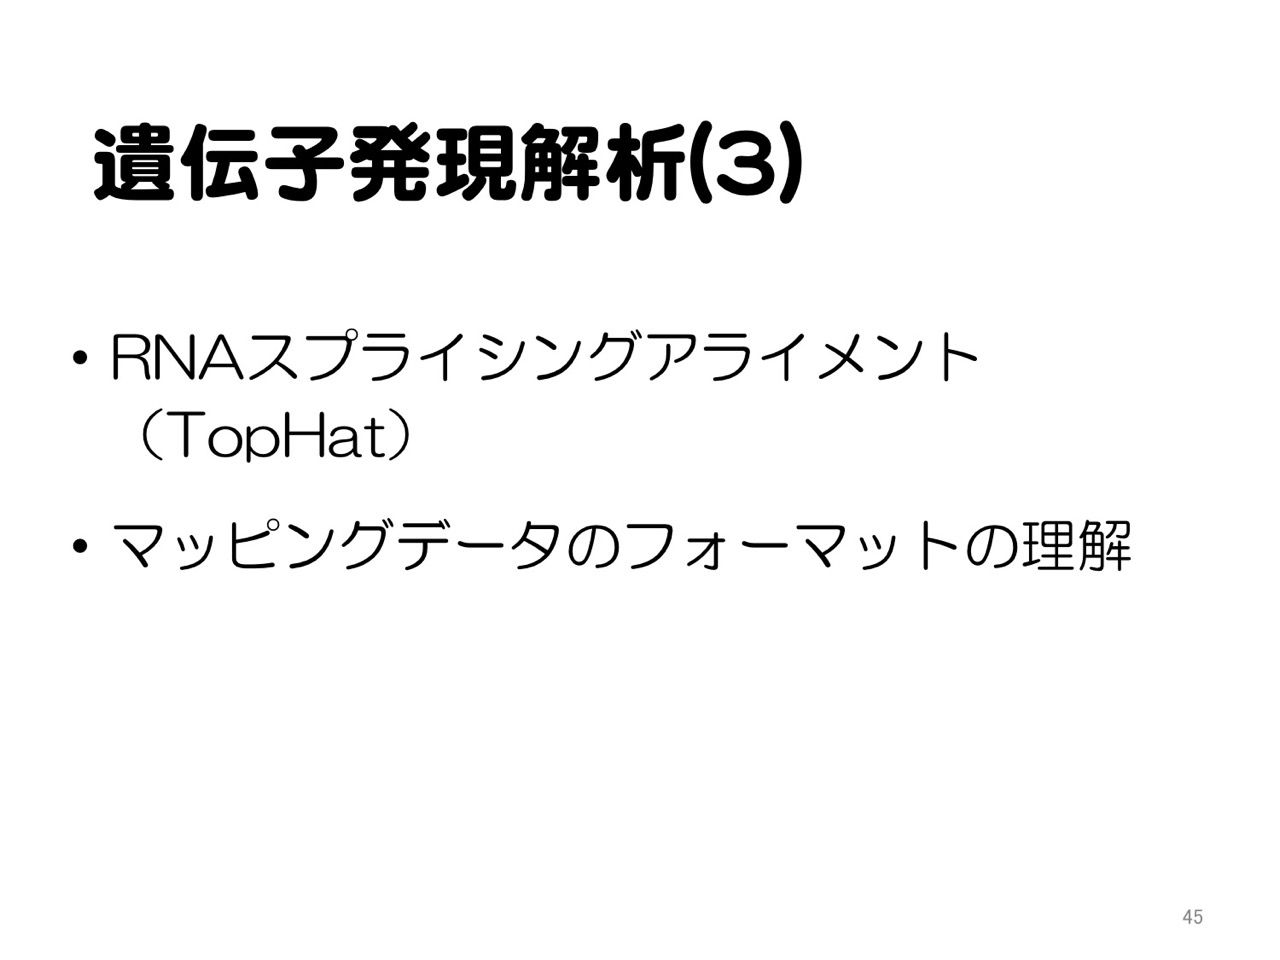 遺伝子発現解析(3)
• RNAスプライシングアライメント
（TopHat）
• マッピングデータのフォーマットの理解
45